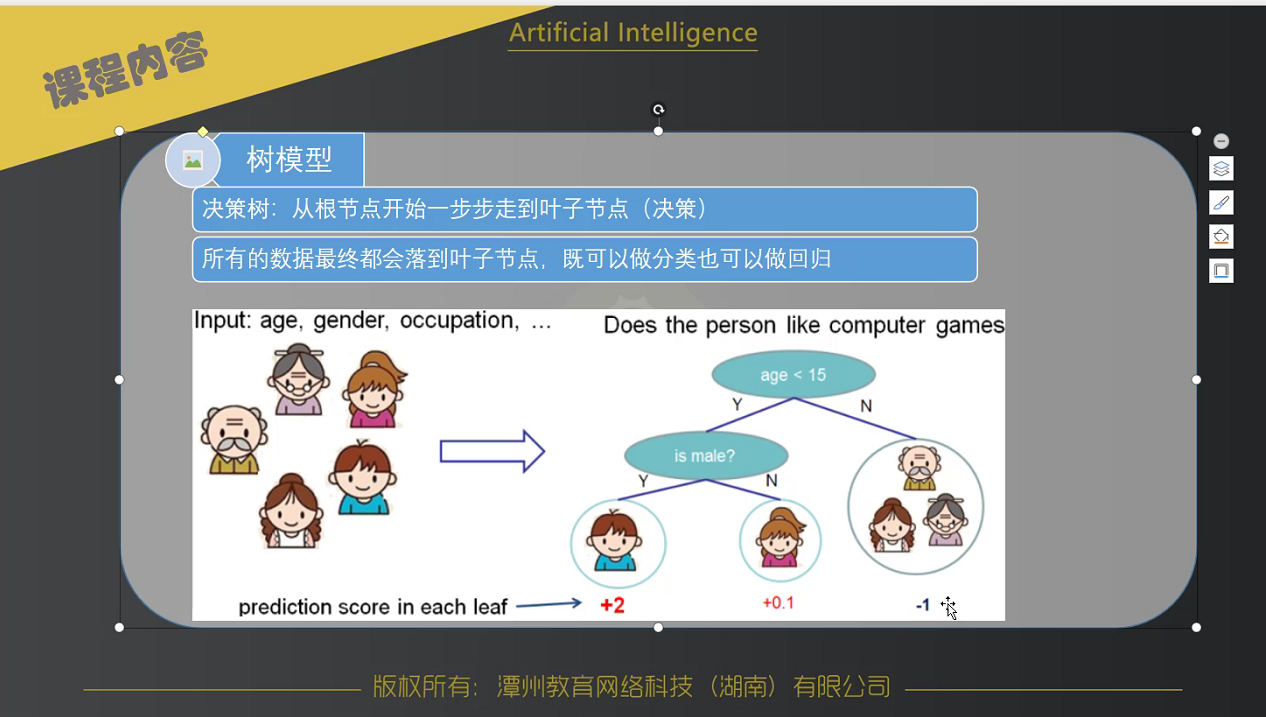 Artificial Intelligence
课程内容
树模型
决策树：从根节点开始一步步走到叶子节点（决策）
所有的数据最终都会落到叶子节点，既可以做分类也可以做回归
Input: age, gender, occupation, …
Does the person like computer games
age < 15
Y
N
is male?
Y
N
prediction score in each leaf
+2
+0.1
-1
版权所有：潭州教育网络科技（湖南）有限公司